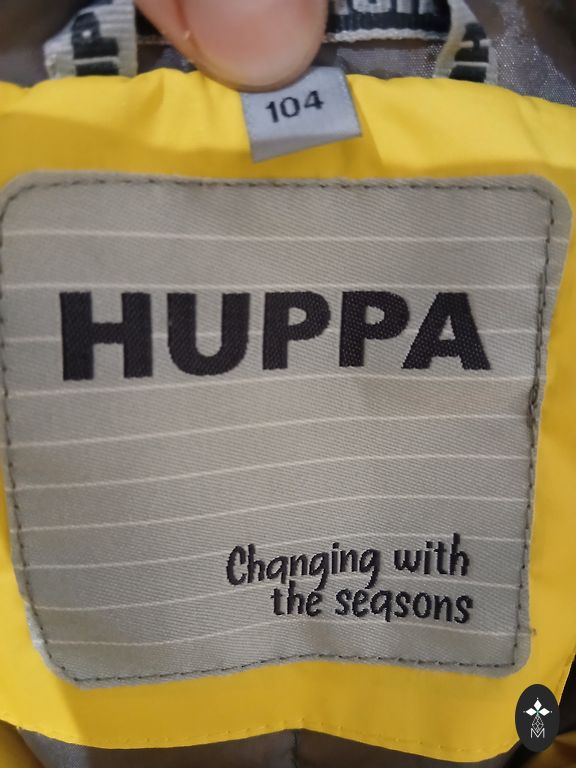 104
HUPPA
Changing with
the seasons